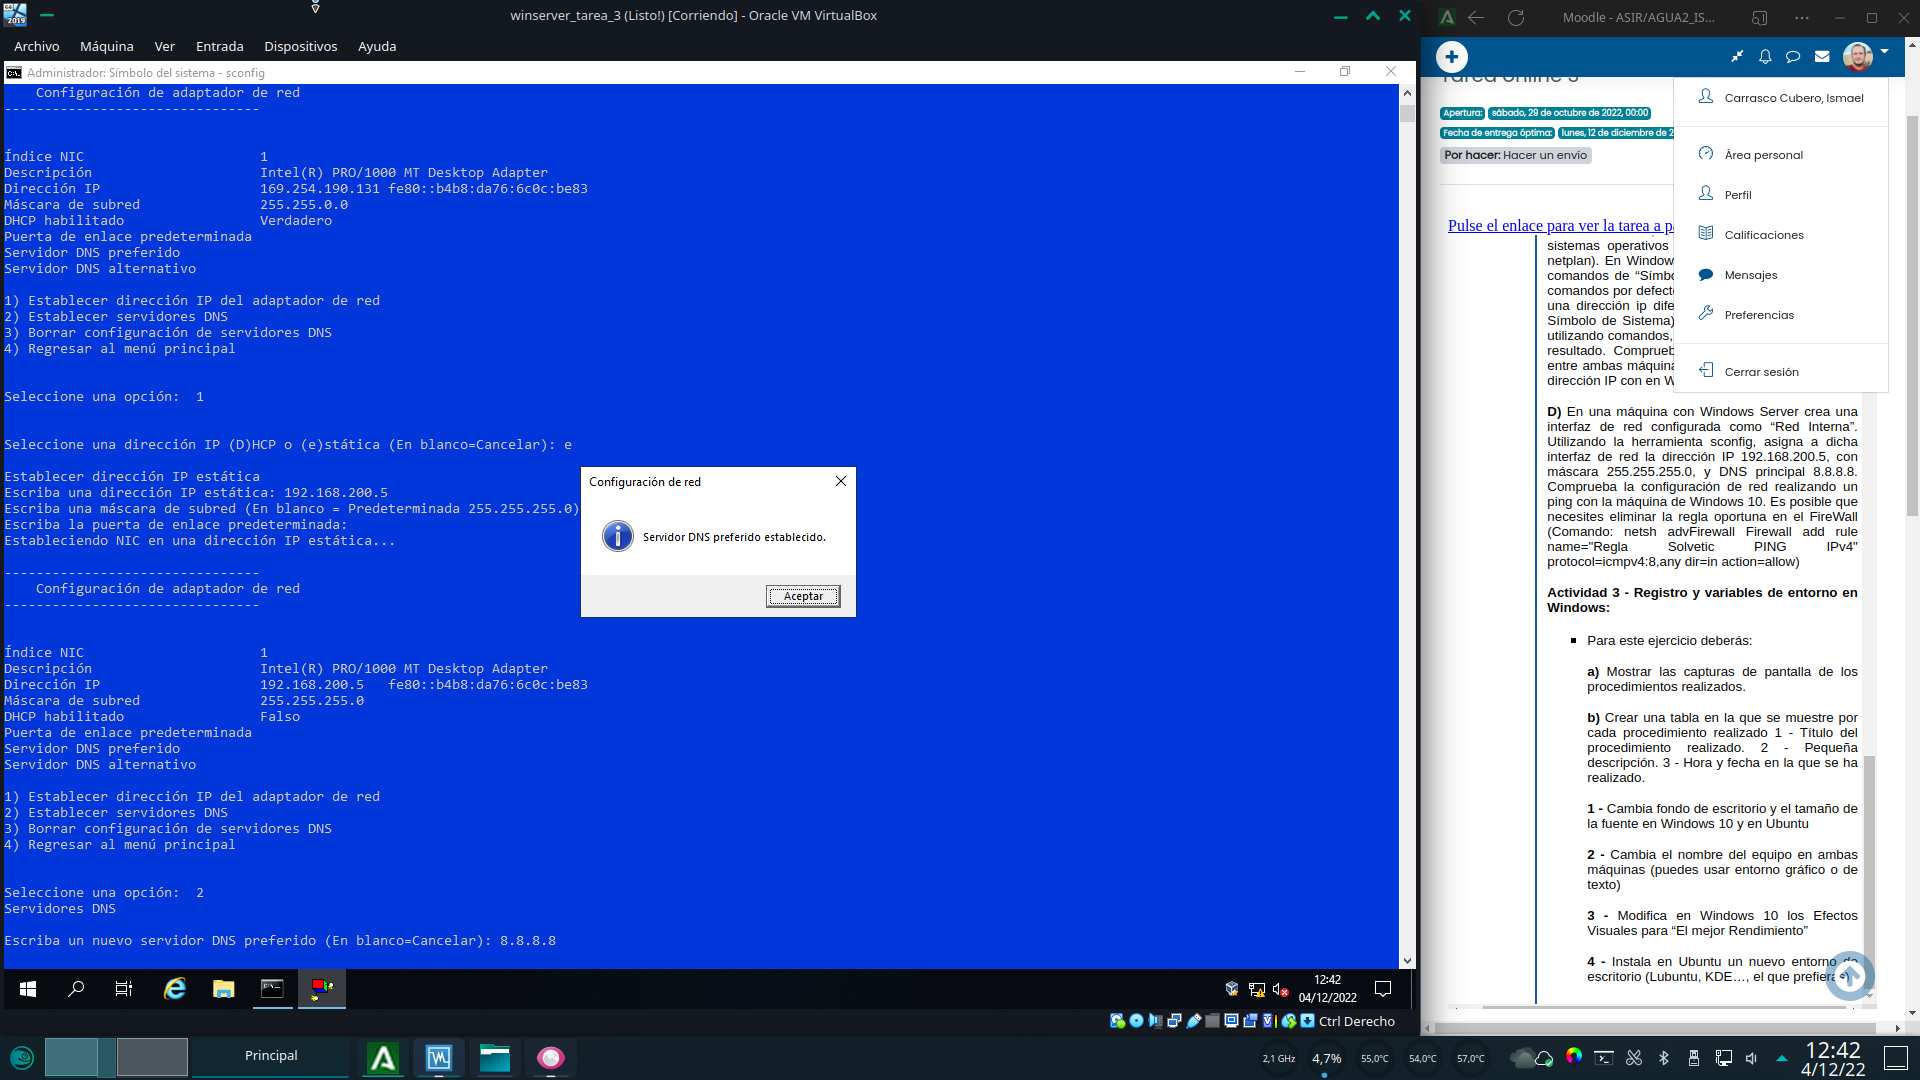 winserver_tarea_3 (Listo!) [Corriendo] - Oracle VM VirtualBox
Archivo Máquina Ver Entrada Dispositivos Ayuda
Administrador: Símbolo del sistema - sconfig
Configuración de adaptador de red
--------------------------------
Índice NIC 1
Descripción Intel(R) PRO/1000 MT Desktop Adapter
Dirección IP 169.254.190.131 fe80::b4b8:da76:6c0c:be83
Máscara de subred 255.255.0.0
DHCP habilitado Verdadero
Puerta de enlace predeterminada
Servidor DNS preferido
Servidor DNS alternativo
1) Establecer dirección IP del adaptador de red
2) Establecer servidores DNS
3) Borrar configuración de servidores DNS
4) Regresar al menú principal
Seleccione una opción: 1
Seleccione una dirección IP (D)HCP o (e)stática (En blanco=Cancelar): e
Establecer dirección IP estática
Escriba una dirección IP estática: 192.168.200.5
Escriba una máscara de subred (En blanco = Predeterminada 255.255.255.0)
Escriba la puerta de enlace predeterminada:
Estableciendo NIC en una dirección IP estática...
--------------------------------
Configuración de adaptador de red
--------------------------------
Índice NIC 1
Descripción Intel(R) PRO/1000 MT Desktop Adapter
Dirección IP 192.168.200.5 fe80::b4b8:da76:6c0c:be83
Máscara de subred 255.255.255.0
DHCP habilitado Falso
Puerta de enlace predeterminada
Servidor DNS preferido
Servidor DNS alternativo
1) Establecer dirección IP del adaptador de red
2) Establecer servidores DNS
3) Borrar configuración de servidores DNS
4) Regresar al menú principal
Seleccione una opción: 2
Servidores DNS
Escriba un nuevo servidor DNS preferido (En blanco=Cancelar): 8.8.8.8
Configuración de red
Servidor DNS preferido establecido.
Aceptar
12:42
04/12/2022
Ctrl Derecho
Moodle - ASIR/AGUA2_IS...
Tarea online 3
Apertura: sábado, 29 de octubre de 2022, 00:00
Fecha de entrega óptima: lunes, 12 de diciembre de 2
Por hacer: Hacer un envío
Carrasco Cubero, Ismael
Área personal
Perfil
Calificaciones
Mensajes
Preferencias
Cerrar sesión
Pulse el enlace para ver la tarea a p
sistemas operativos
netplan). En Window
comandos de “Símbo
comandos por defect
una dirección ip dife
Símbolo de Sistema)
utilizando comandos,
resultado. Comprueb
entre ambas máquina
dirección IP con en W
D) En una máquina con Windows Server crea una
interfaz de red configurada como “Red Interna”.
Utilizando la herramienta sconfig, asigna a dicha
interfaz de red la dirección IP 192.168.200.5, con
máscara 255.255.255.0, y DNS principal 8.8.8.8.
Comprueba la configuración de red realizando un
ping con la máquina de Windows 10. Es posible que
necesites eliminar la regla oportuna en el FireWall
(Comando: netsh advFirewall Firewall add rule
name="Regla Solvetic PING IPv4"
protocol=icmpv4:8,any dir=in action=allow)
Actividad 3 - Registro y variables de entorno en
Windows:
Para este ejercicio deberás:
a) Mostrar las capturas de pantalla de los
procedimientos realizados.
b) Crear una tabla en la que se muestre por
cada procedimiento realizado 1 - Título del
procedimiento realizado. 2 - Pequeña
descripción. 3 - Hora y fecha en la que se ha
realizado.
1 - Cambia fondo de escritorio y el tamaño de
la fuente en Windows 10 y en Ubuntu
2 - Cambia el nombre del equipo en ambas
máquinas (puedes usar entorno gráfico o de
texto)
3 - Modifica en Windows 10 los Efectos
Visuales para “El mejor Rendimiento”
4 - Instala en Ubuntu un nuevo entorno de
escritorio (Lubuntu, KDE…, el que prefieras)
Principal
2,1 GHz 4,7% 55,0°C 54,0°C 57,0°C
12:42
4/12/22